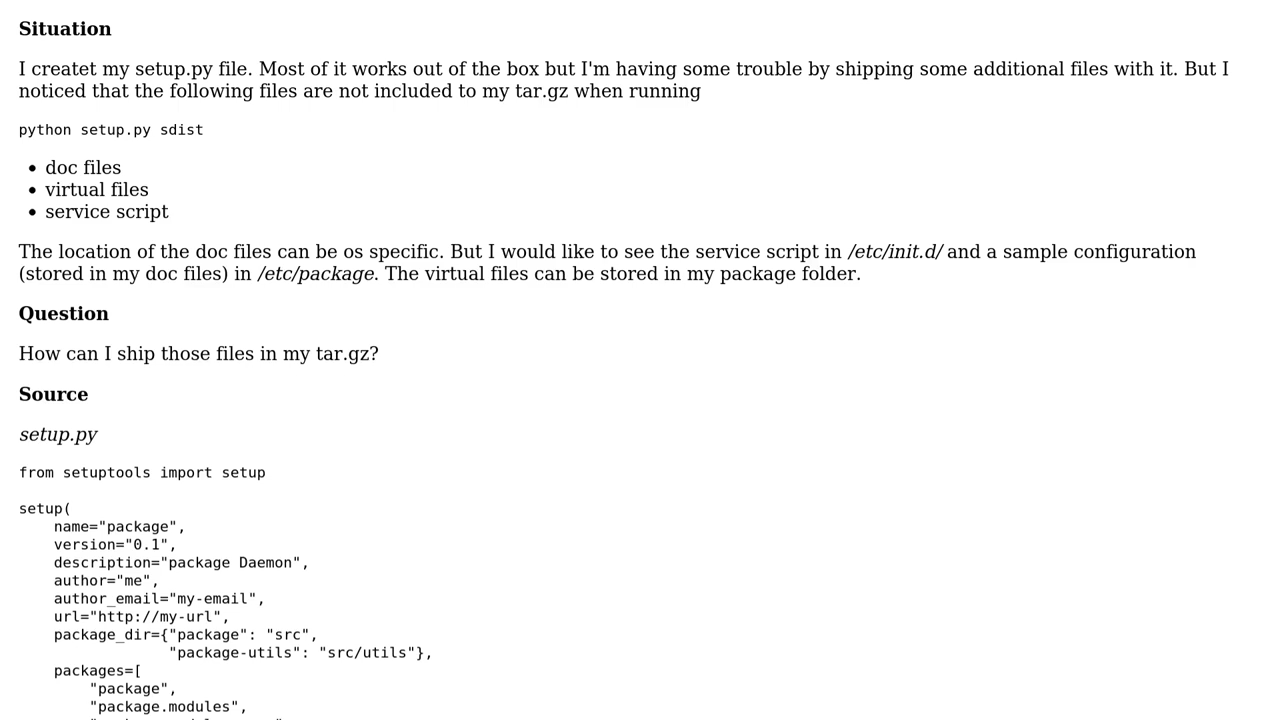 Situation
I createt my setup.py file. Most of it works out of the box but I'm having some trouble by shipping some additional files with it. But I
noticed that the following files are not included to my tar.gz when running
python setup.py sdist
• doc files
• virtual files
• service script
The location of the doc files can be os specific. But I would like to see the service script in /etc/init.d/ and a sample configuration
(stored in my doc files) in /etc/package. The virtual files can be stored in my package folder.
Question
How can I ship those files in my tar.gz?
Source
setup.py
from setuptools import setup
setup(
    name="package",
    version="0.1",
    description="package Daemon",
    author="me",
    author_email="my-email",
    url="http://my-url",
    package_dir={"package": "src",
                 "package-utils": "src/utils"},
    packages=[
        "package",
        "package.modules",